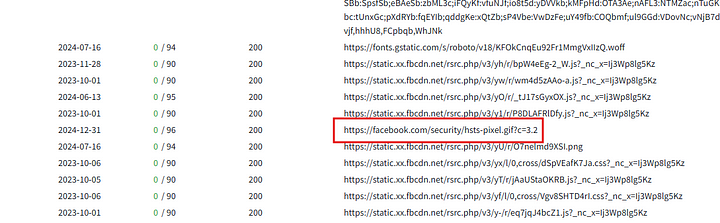 SBb:SpsfSb;eBAeSb:zbML3c;iFQyKf:vfuNJf;io8t5d:yDVVkb;kMFpHd:OTA3Ae;nAFL3:NTMZac;nTuGK
bc:tUnxGc;pXdRYb:fqEYIb;qddgKe:xQtZb;sP4Vbe:VwDzFe;uY49fb:COQbmf;ul9GGd:VDovNc;vNjB7d
vjf,hhhU8,FCpbqb,WhJNk
2024-07-16 0 / 94 200 https://fonts.gstatic.com/s/roboto/v18/KFOkCnqEu92Fr1MmgVxIIzQ.woff
2023-11-28 0 / 90 200 https://static.xx.fbcdn.net/rsrc.php/v3/yh/r/bpW4eEg-2_W.js?_nc_x=Ij3Wp8lg5Kz
2023-10-01 0 / 90 200 https://static.xx.fbcdn.net/rsrc.php/v3/yw/r/wm4d5zAAo-a.js?_nc_x=Ij3Wp8lg5Kz
2024-06-13 0 / 95 200 https://static.xx.fbcdn.net/rsrc.php/v3/yO/r/_tJ17sGyxOX.js?_nc_x=Ij3Wp8lg5Kz
2023-10-01 0 / 90 200 https://static.xx.fbcdn.net/rsrc.php/v3/y1/r/P8DLAFRIDfy.js?_nc_x=Ij3Wp8lg5Kz
2024-12-31 0 / 96 200 https://facebook.com/security/hsts-pixel.gif?c=3.2
2024-07-16 0 / 94 200 https://static.xx.fbcdn.net/rsrc.php/v3/yU/r/O7nelmd9XSI.png
2023-10-06 0 / 90 200 https://static.xx.fbcdn.net/rsrc.php/v3/yx/l/0,cross/dSpVEafK7Ja.css?_nc_x=Ij3Wp8lg5Kz
2023-10-05 0 / 90 200 https://static.xx.fbcdn.net/rsrc.php/v3/yT/r/jAaUStaOKRB.js?_nc_x=Ij3Wp8lg5Kz
2023-10-06 0 / 90 200 https://static.xx.fbcdn.net/rsrc.php/v3/yf/l/0,cross/Vgv8SHTD4rI.css?_nc_x=Ij3Wp8lg5Kz
2023-10-01 0 / 90 200 https://static.xx.fbcdn.net/rsrc.php/v3/y-/r/eq7jqJ4bcZ1.js?_nc_x=Ij3Wp8lg5Kz